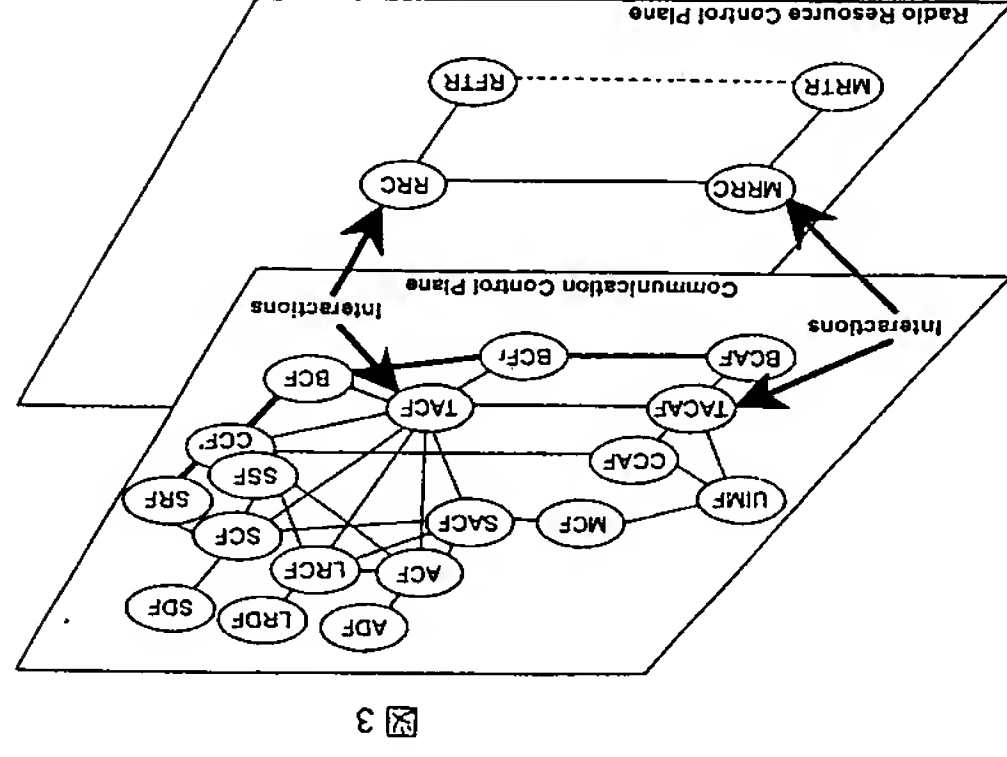 図 3
ADF
LRDF
SDF
ACF
LRCF
SCF
MCF
SACF
UIMF
SRF
SSF
CCAF
CCF'
TACAF
TACF
BCAF
BCFr
BCF
Interactions
Interactions
Communication Control Plane
MRRC
RRC
MRTR
RFTR
Radio Resource Control Plane